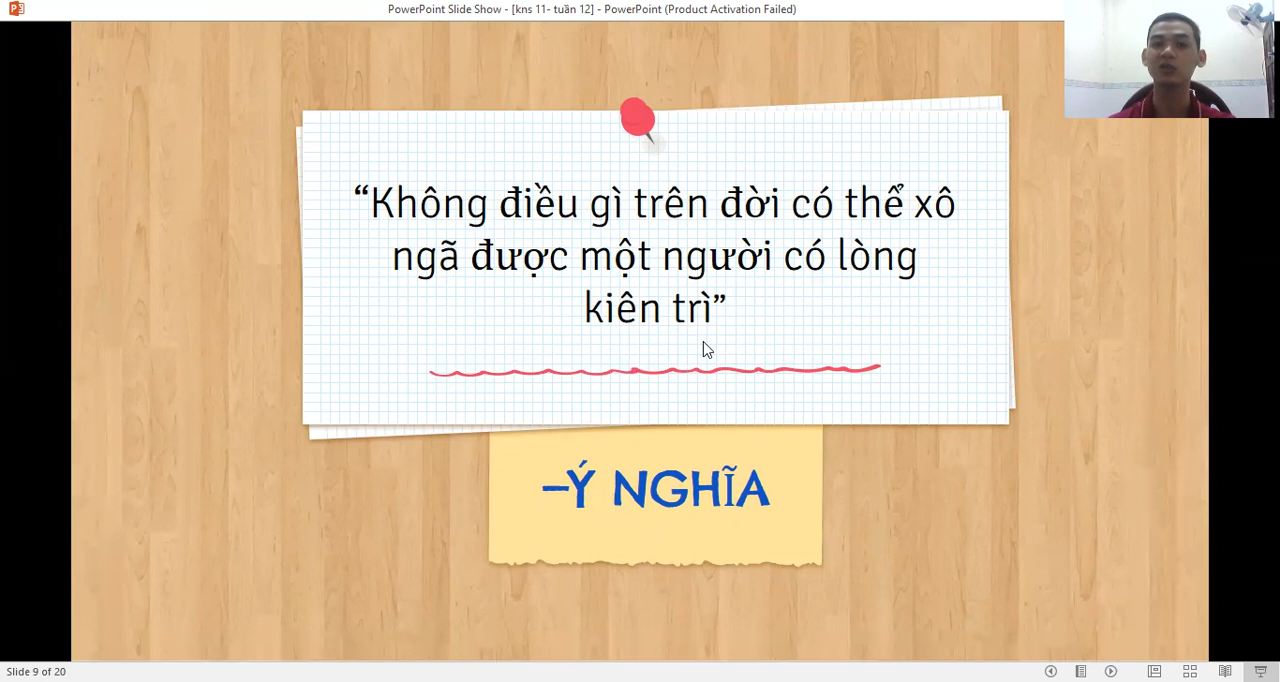 PowerPoint Slide Show - [kns 11- tuần 12] - PowerPoint (Product Activation Failed)
“Không điều gì trên đời có thể xô
ngã được một người có lòng
kiên trì”
–Ý NGHĨA
Slide 9 of 20